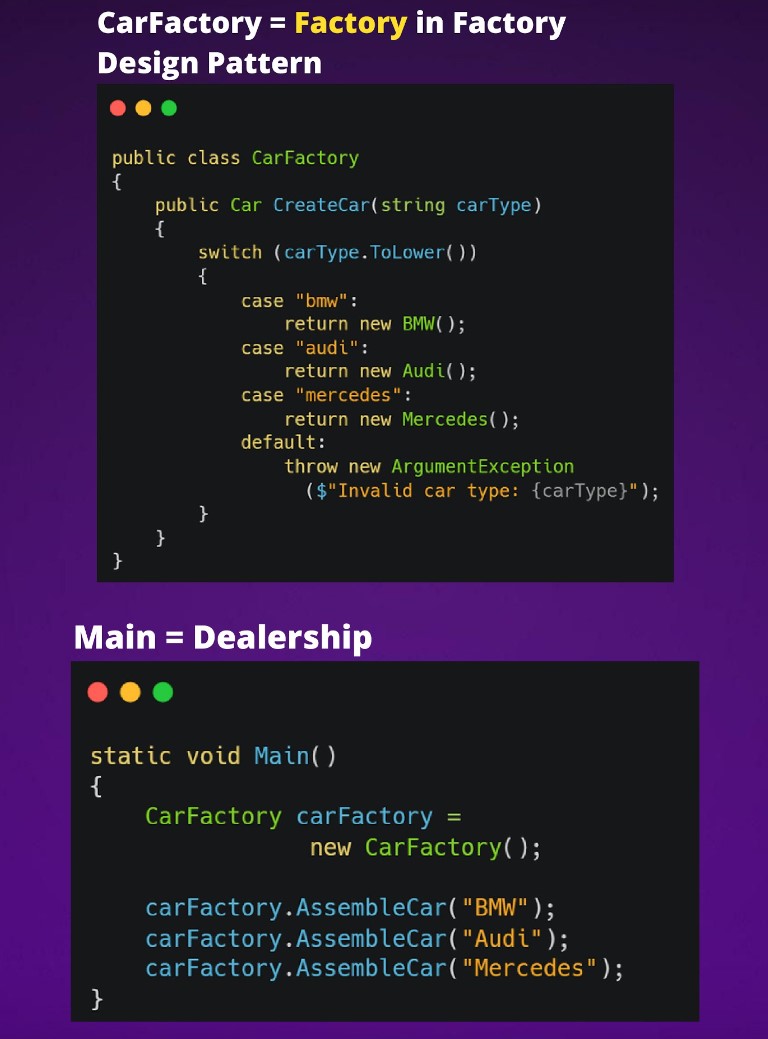 CarFactory = Factory in Factory
Design Pattern
public class CarFactory
{
    public Car CreateCar(string carType)
    {
        switch (carType.ToLower())
        {
            case "bmw":
                return new BMW();
            case "audi":
                return new Audi();
            case "mercedes":
                return new Mercedes();
            default:
                throw new ArgumentException
                  ($"Invalid car type: {carType}");
        }
    }
}
Main = Dealership
static void Main()
{
    CarFactory carFactory =
                new CarFactory();

    carFactory.AssembleCar("BMW");
    carFactory.AssembleCar("Audi");
    carFactory.AssembleCar("Mercedes");
}